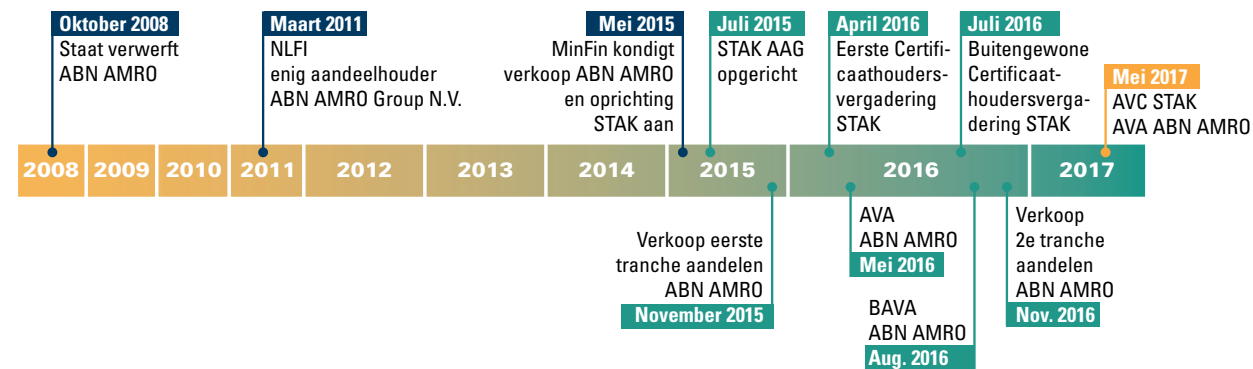 Oktober 2008
Staat verwerft
ABN AMRO
Maart 2011
NLFI
enig aandeelhouder
ABN AMRO Group N.V.
Mei 2015
MinFin kondigt
verkoop ABN AMRO
en oprichting
STAK aan
Juli 2015
STAK AAG
opgericht
April 2016
Eerste Certifi-
caathouders-
vergadering
STAK
Juli 2016
Buitengewone
Certificaat-
houdersverga-
dering STAK
Mei 2017
AVC STAK
AVA ABN AMRO
2008 2009 2010 2011 2012 2013 2014 2015 2016 2017
Verkoop eerste
tranche aandelen
ABN AMRO
November 2015
AVA
ABN AMRO
Mei 2016
BAVA
ABN AMRO
Aug. 2016
Verkoop
2e tranche
aandelen
ABN AMRO
Nov. 2016